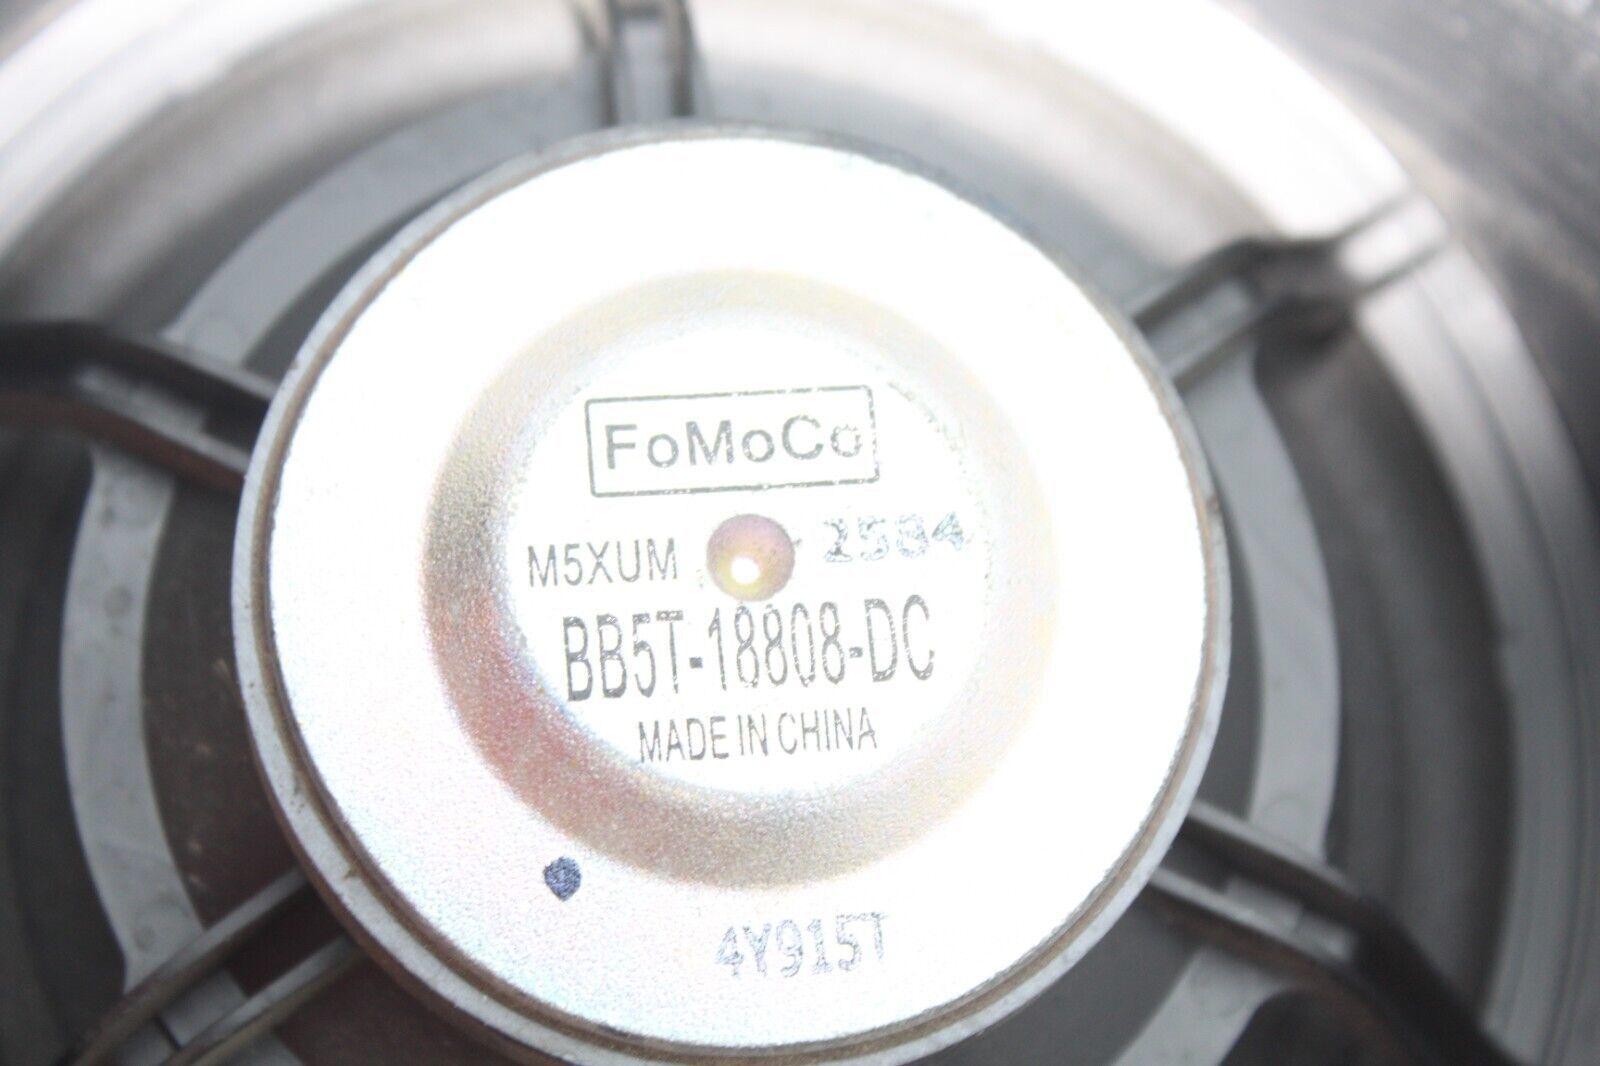 FoMoCo
M5XUM 2584
BB5T-18808-DC
MADE IN CHINA
4Y915T